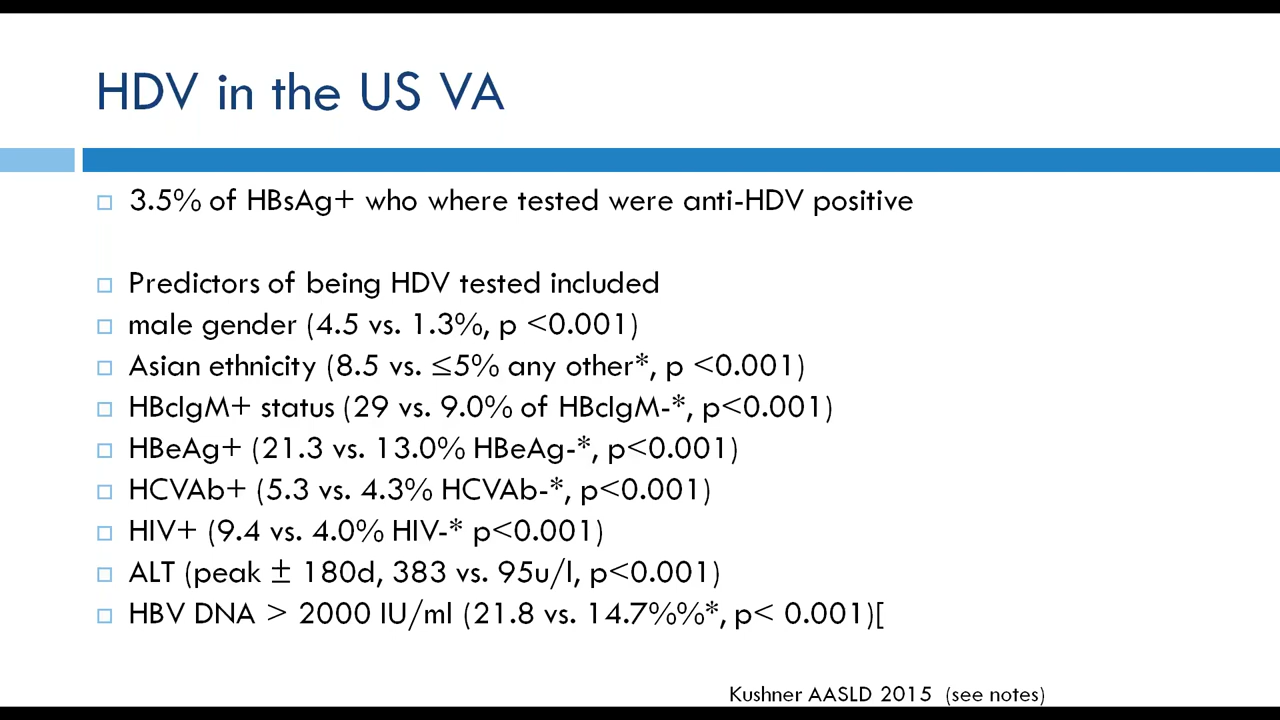 HDV in the US VA
3.5% of HBsAg+ who where tested were anti-HDV positive
Predictors of being HDV tested included
male gender (4.5 vs. 1.3%, p <0.001)
Asian ethnicity (8.5 vs. ≤5% any other*, p <0.001)
HBcIgM+ status (29 vs. 9.0% of HBcIgM-*, p<0.001)
HBeAg+ (21.3 vs. 13.0% HBeAg-*, p<0.001)
HCVAb+ (5.3 vs. 4.3% HCVAb-*, p<0.001)
HIV+ (9.4 vs. 4.0% HIV-* p<0.001)
ALT (peak ± 180d, 383 vs. 95u/l, p<0.001)
HBV DNA > 2000 IU/ml (21.8 vs. 14.7%%*, p< 0.001)[
Kushner AASLD 2015 (see notes)